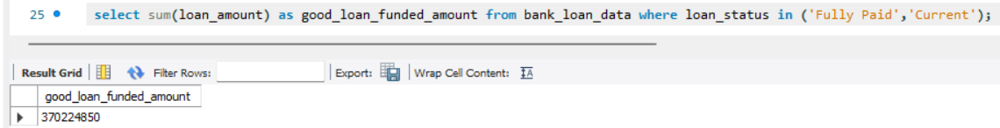 25 select sum(loan_amount) as good_loan_funded_amount from bank_loan_data where loan_status in ('Fully Paid','Current');
Result Grid Filter Rows: Export: Wrap Cell Content: IA
good_loan_funded_amount
370224850